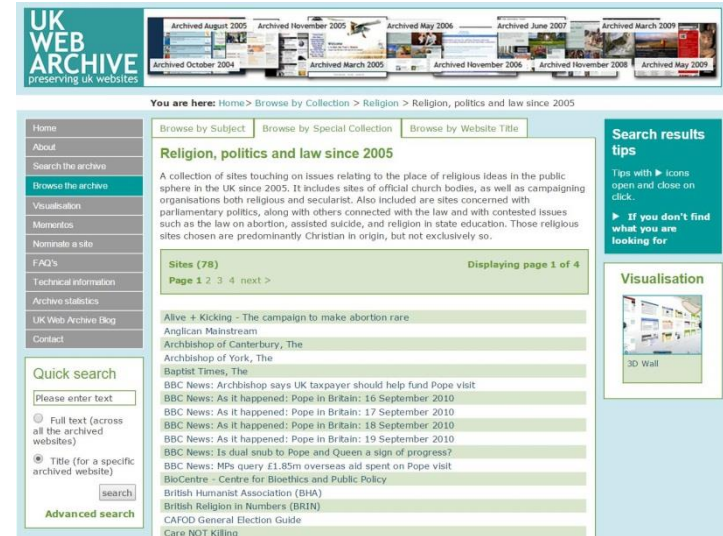 UK
WEB
ARCHIVE
preserving uk websites
Archived August 2005
Archived November 2005
Archived May 2006
Archived June 2007
Archived March 2009
Archived October 2004
Archived March 2005
Archived November 2006
Archived November 2008
Archived May 2009
You are here: Home> Browse by Collection > Religion > Religion, politics and law since 2005
Home
About
Search the archive
Browse the archive
Visualisation
Mementos
Nominate a site
FAQ's
Technical information
Archive statistics
UK Web Archive Blog
Contact
Quick search
Please enter text
Full text (across
all the archived
websites)
Title (for a specific
archived website)
search
Advanced search
Browse by Subject
Browse by Special Collection
Browse by Website Title
Religion, politics and law since 2005
A collection of sites touching on issues relating to the place of religious ideas in the public
sphere in the UK since 2005. It includes sites of official church bodies, as well as campaigning
organisations both religious and secularist. Also included are sites concerned with
parliamentary politics, along with others connected with the law and with contested issues
such as the law on abortion, assisted suicide, and religion in state education. Those religious
sites chosen are predominantly Christian in origin, but not exclusively so.
Sites (78)
Displaying page 1 of 4
Page 1 2 3 4 next >
Alive + Kicking - The campaign to make abortion rare
Anglican Mainstream
Archbishop of Canterbury, The
Archbishop of York, The
Baptist Times, The
BBC News: Archbishop says UK taxpayer should help fund Pope visit
BBC News: As it happened: Pope in Britain: 16 September 2010
BBC News: As it happened: Pope in Britain: 17 September 2010
BBC News: As it happened: Pope in Britain: 18 September 2010
BBC News: As it happened: Pope in Britain: 19 September 2010
BBC News: Is dual snub to Pope and Queen a sign of progress?
BBC News: MPs query £1.85m overseas aid spent on Pope visit
BioCentre - Centre for Bioethics and Public Policy
British Humanist Association (BHA)
British Religion in Numbers (BRIN)
CAFOD General Election Guide
Care NOT Killing
Search results
tips
Tips with ▶ icons
open and close on
click.
▶ If you don't find
what you are
looking for
Visualisation
3D Wall